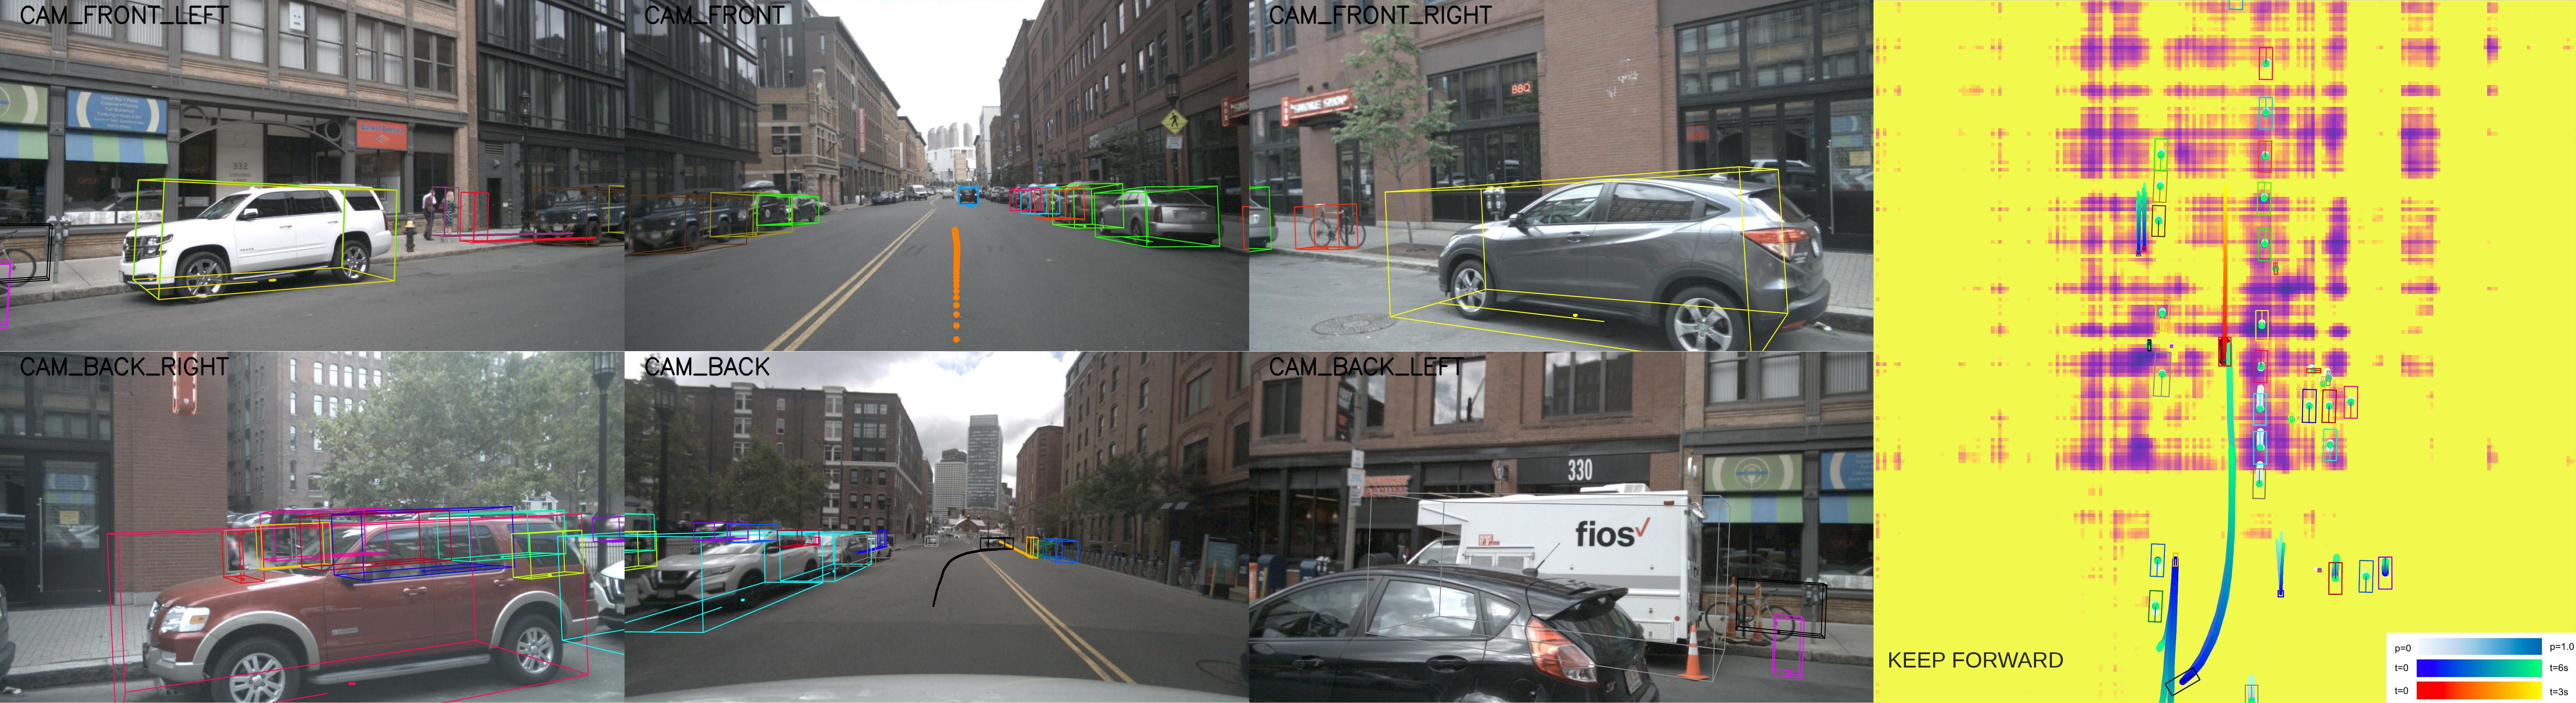 CAM_FRONT_LEFT
CAM_FRONT
CAM_FRONT_RIGHT
332
SMOKE SHOP
BBQ
CAM_BACK_RIGHT
CAM_BACK
CAM_BACK_LEFT
330
fios
KEEP FORWARD
p=0
p=1.0
t=0
t=6s
t=0
t=3s